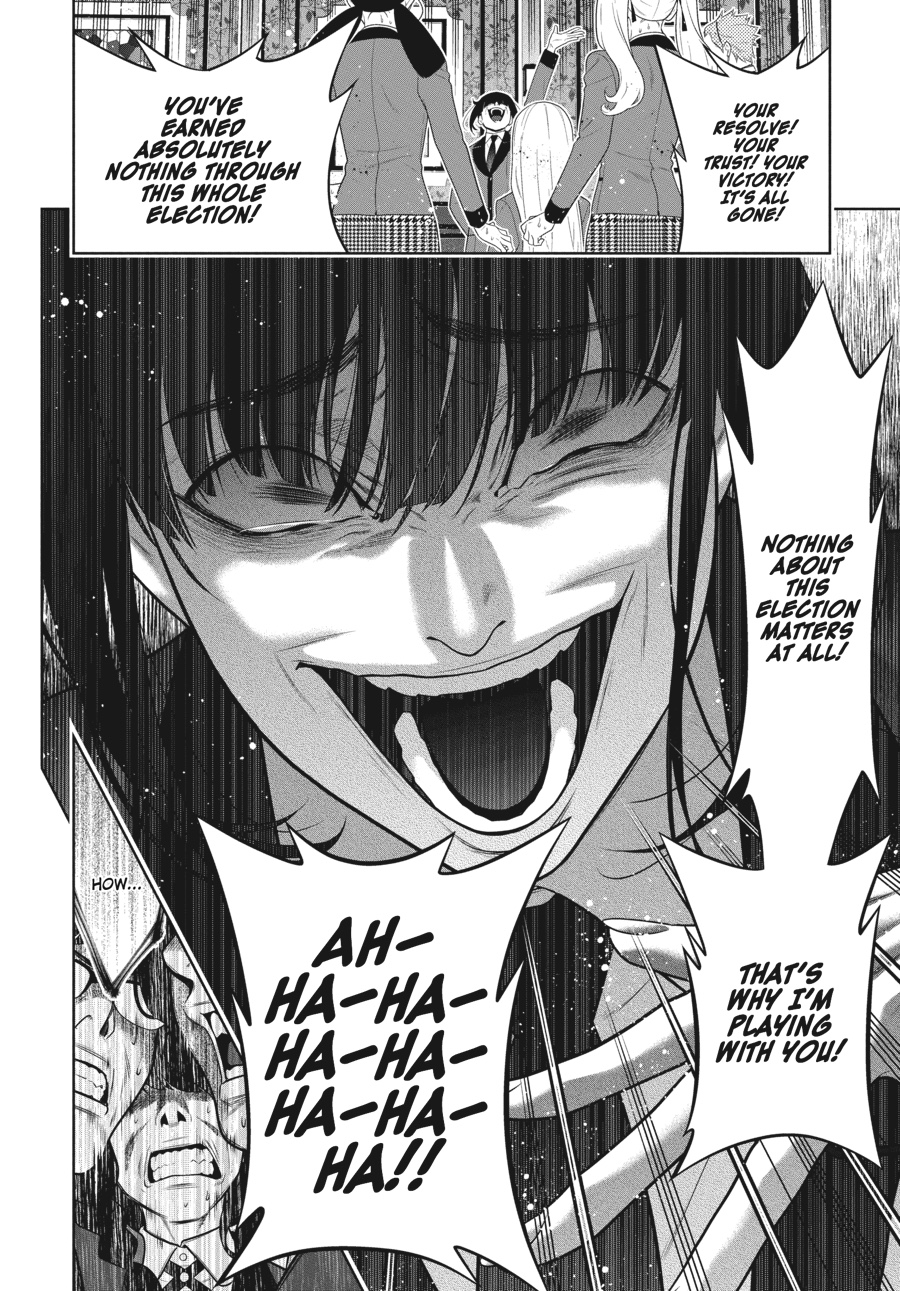 YOUR
RESOLVE!
YOUR
TRUST! YOUR
VICTORY!
IT'S ALL
GONE!
YOU'VE
EARNED
ABSOLUTELY
NOTHING THROUGH
THIS WHOLE
ELECTION!
NOTHING
ABOUT
THIS
ELECTION
MATTERS
AT ALL!
THAT'S
WHY I'M
PLAYING
WITH YOU!
AH-
HA-HA-
HA-HA-
HA-HA-
HA!!
HOW...